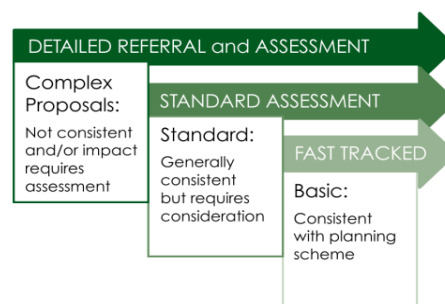 DETAILED REFERRAL and ASSESSMENT
Complex
Proposals:
Not consistent
and/or impact
requires
assessment
STANDARD ASSESSMENT
Standard:
Generally
consistent
but requires
consideration
FAST TRACKED
Basic:
Consistent
with planning
scheme